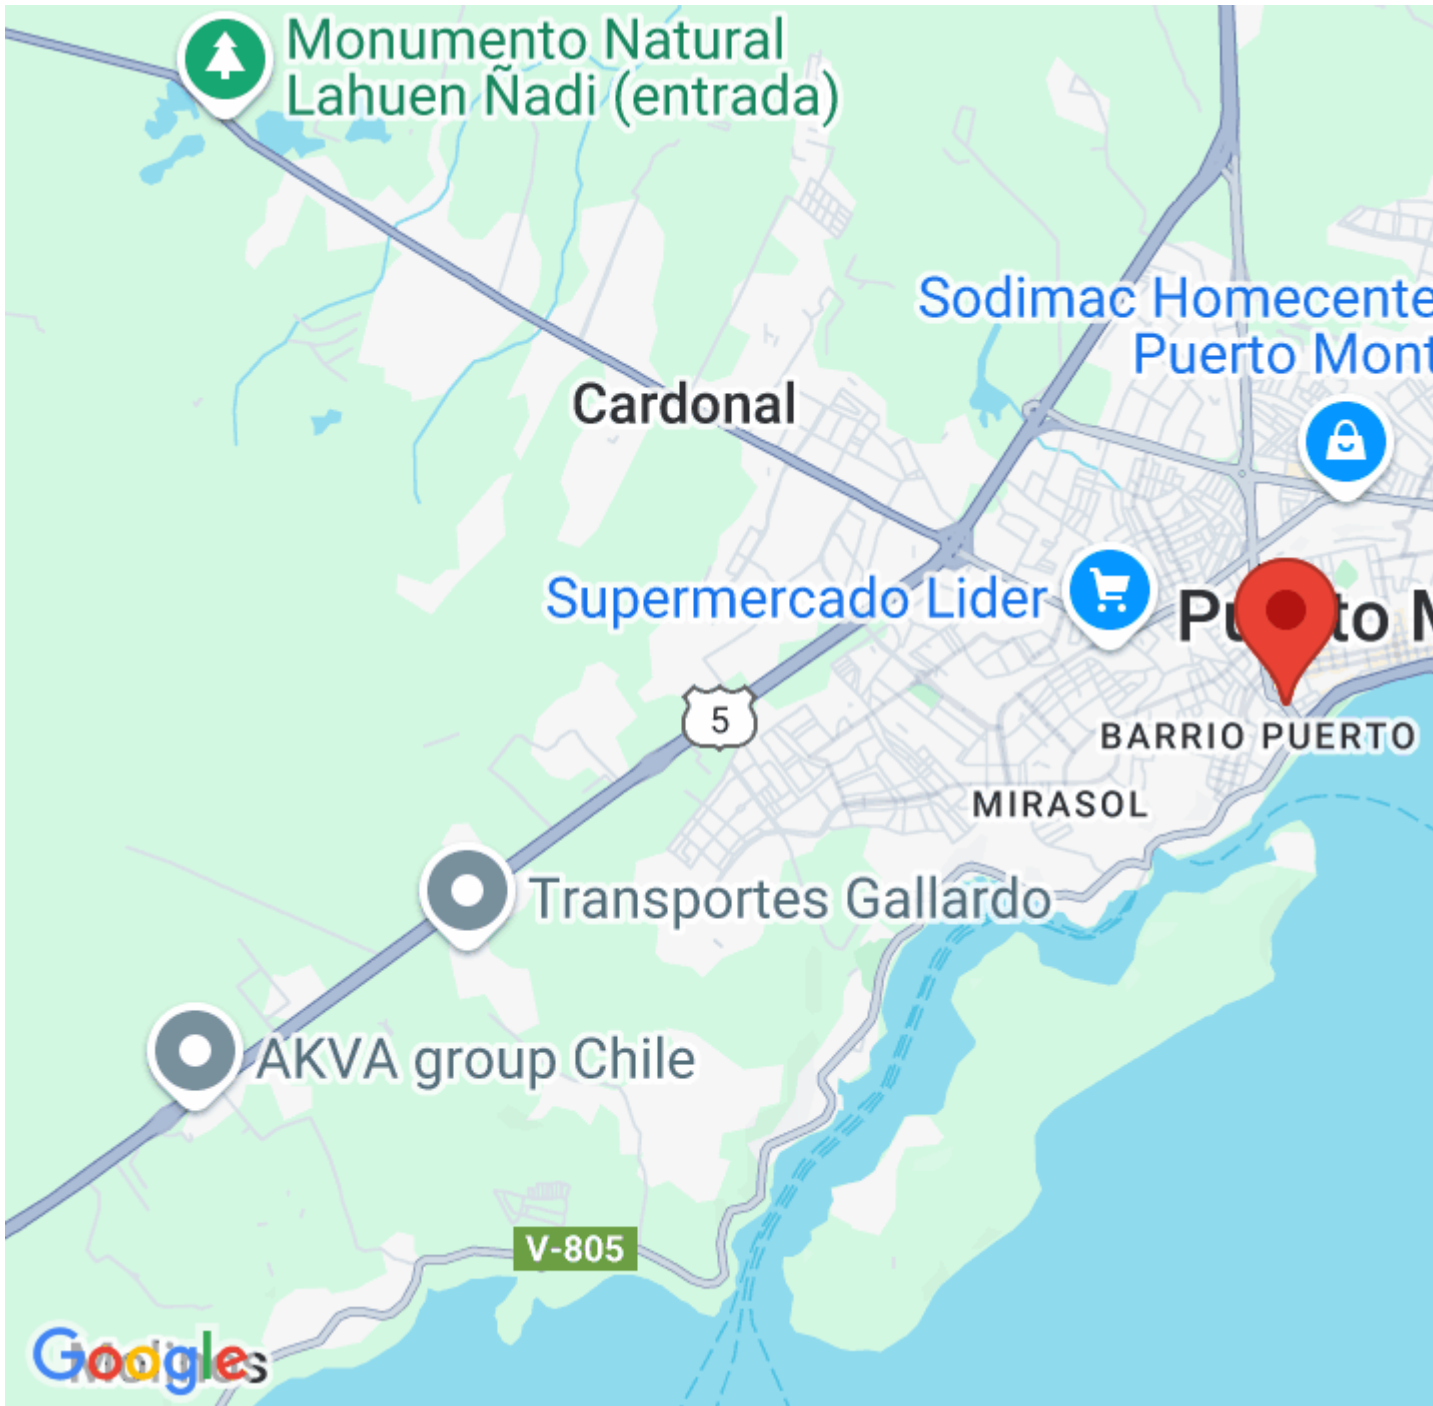 Monumento Natural
Lahuen Ñadi (entrada)
Sodimac Homecente
Puerto Mont
Cardonal
Supermercado Lider
5
BARRIO PUERTO
MIRASOL
Transportes Gallardo
AKVA group Chile
V-805
Google